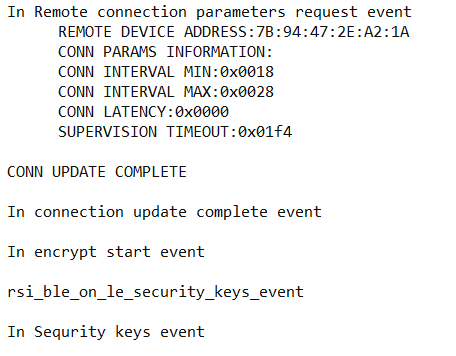 In Remote connection parameters request event
REMOTE DEVICE ADDRESS:7B:94:47:2E:A2:1A
CONN PARAMS INFORMATION:
CONN INTERVAL MIN:0x0018
CONN INTERVAL MAX:0x0028
CONN LATENCY:0x0000
SUPERVISION TIMEOUT:0x01f4
CONN UPDATE COMPLETE
In connection update complete event
In encrypt start event
rsi_ble_on_le_security_keys_event
In Sequrity keys event